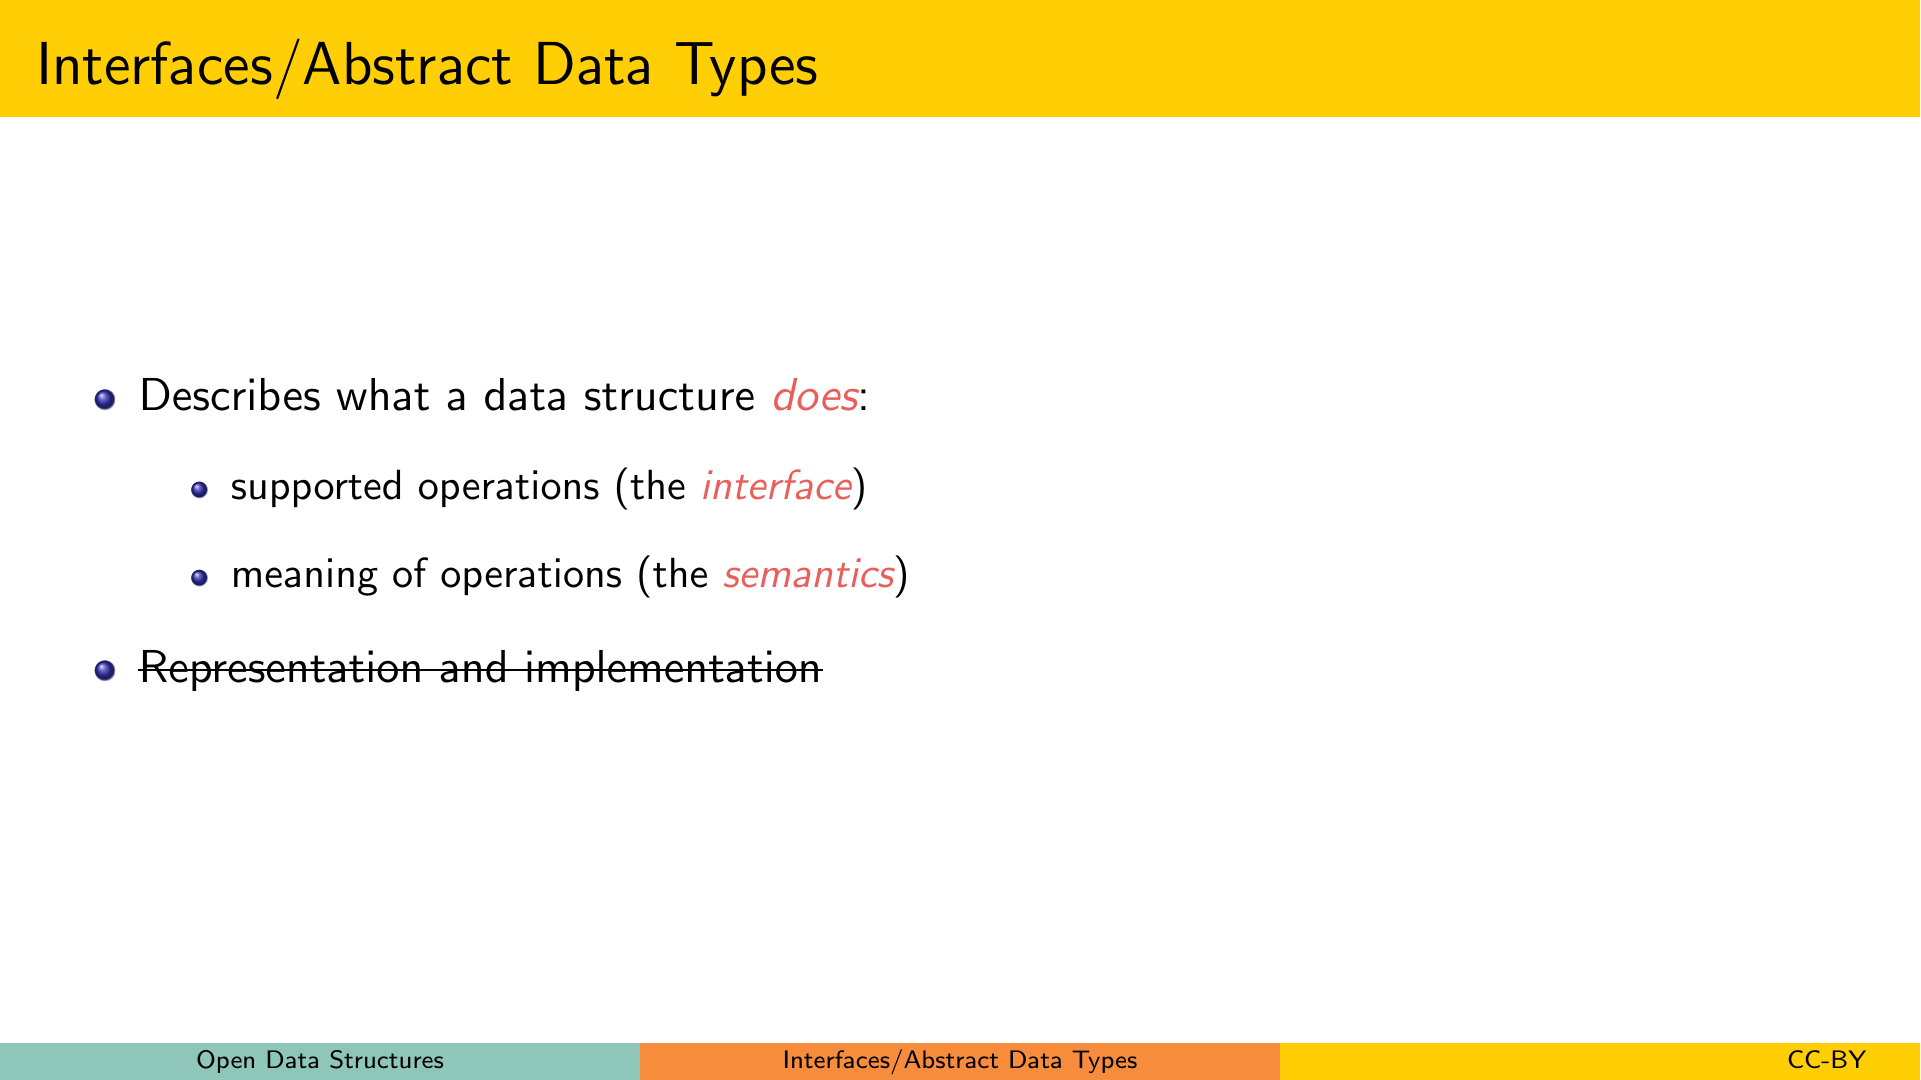 Interfaces/Abstract Data Types
Describes what a data structure does:
supported operations (the interface)
meaning of operations (the semantics)
Representation and implementation
Open Data Structures
Interfaces/Abstract Data Types
CC-BY